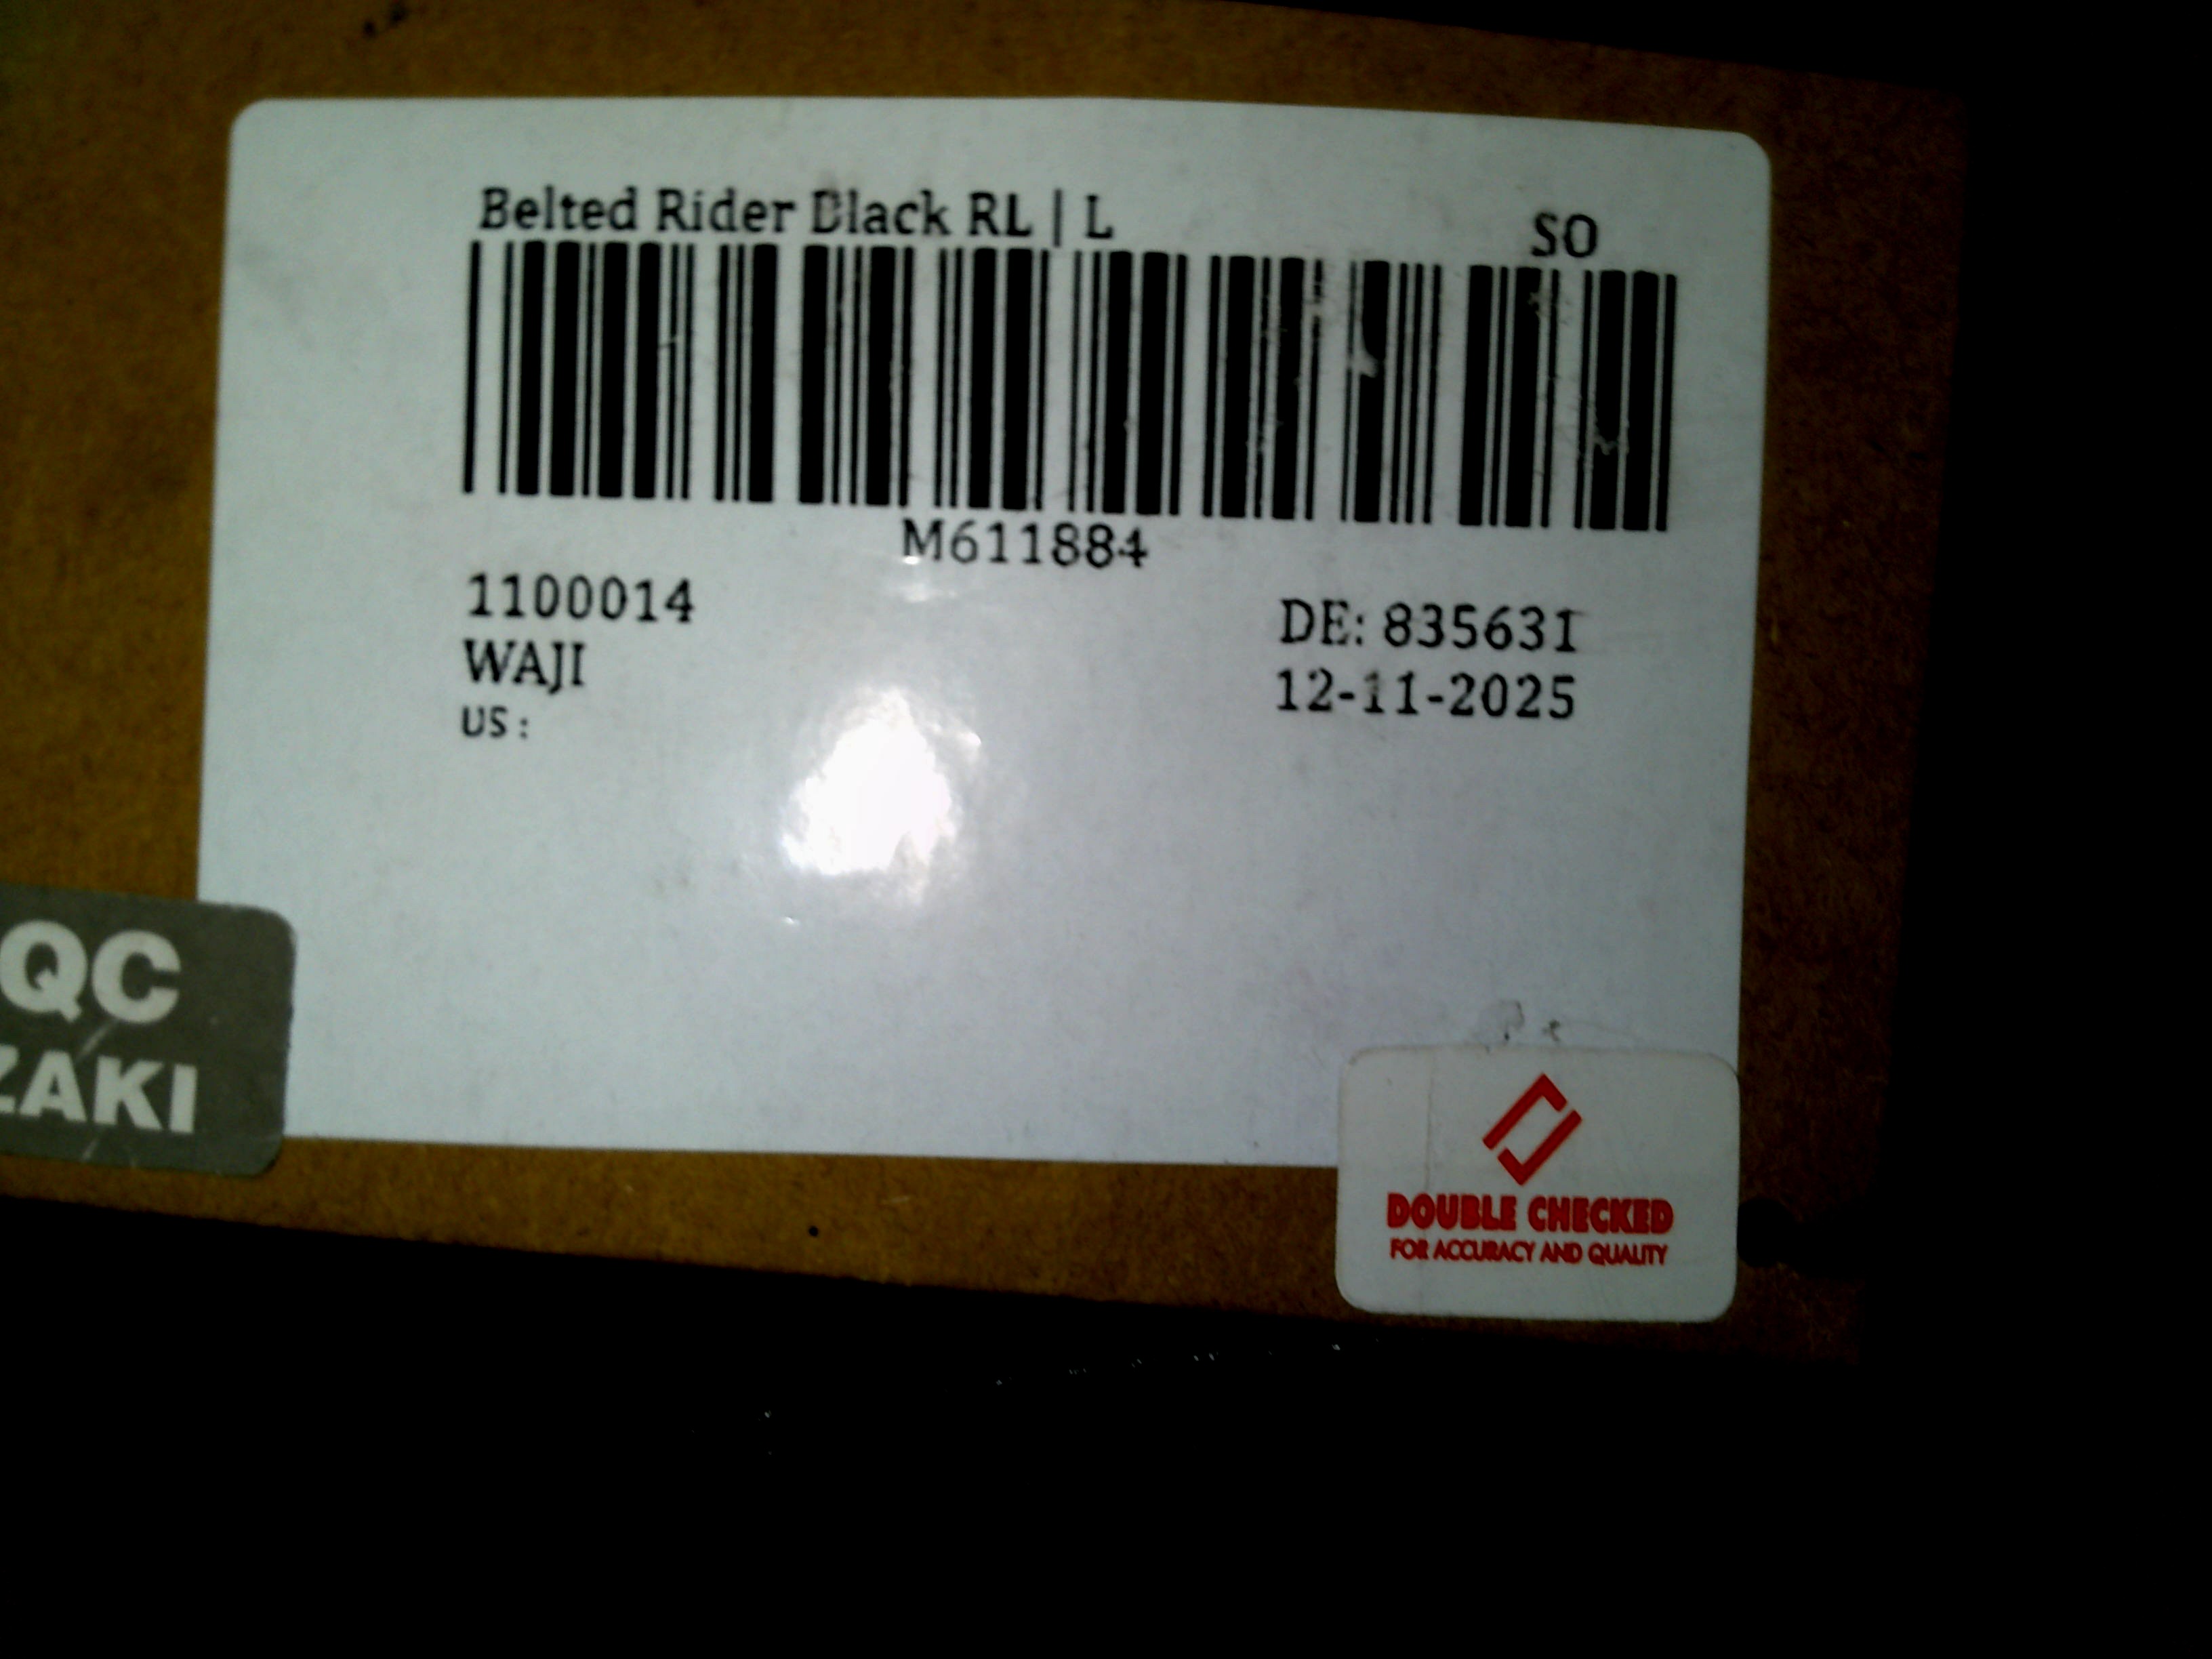 Belted Rider Black RL | L
SO
M611884
1100014
DE: 835631
WAJI
12-11-2025
US :
QC
ZAKI
DOUBLE CHECKED
FOR ACCURACY AND QUALITY